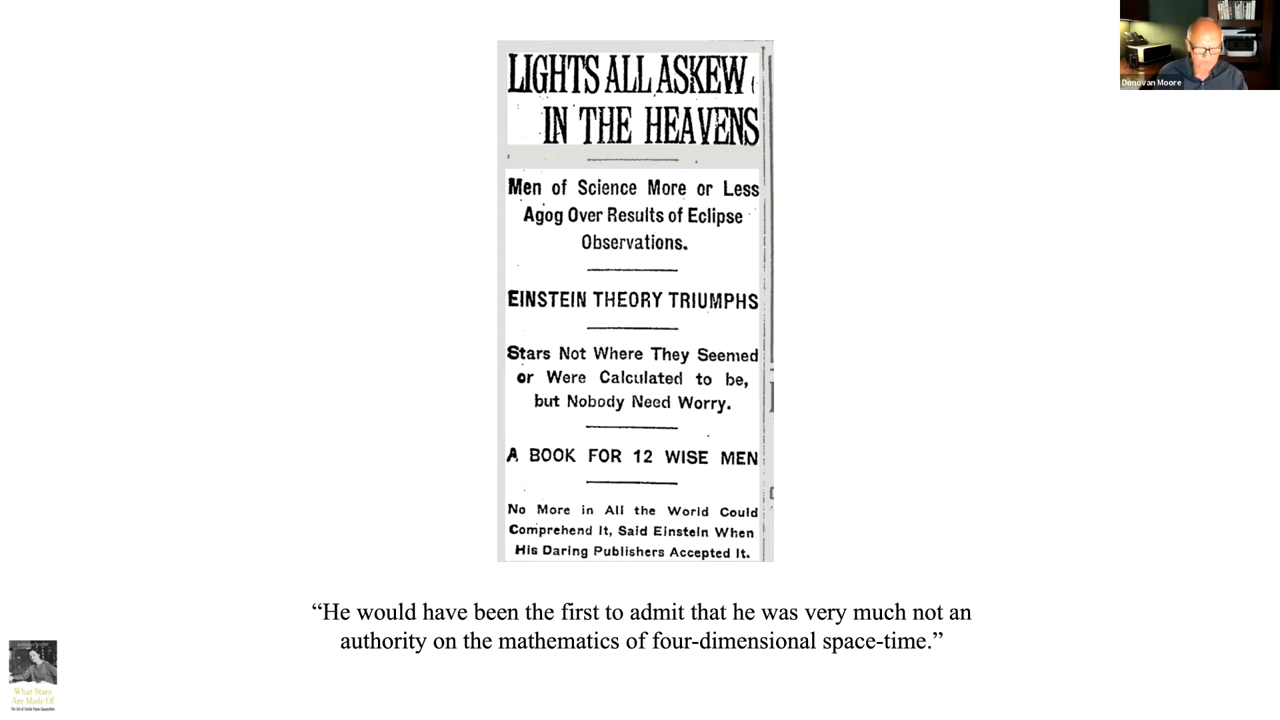 LIGHTS ALL ASKEW
IN THE HEAVENS
Men of Science More or Less
Agog Over Results of Eclipse
Observations.
EINSTEIN THEORY TRIUMPHS
Stars Not Where They Seemed
or Were Calculated to be,
but Nobody Need Worry.
A BOOK FOR 12 WISE MEN
No More in All the World Could
Comprehend It, Said Einstein When
His Daring Publishers Accepted It.
“He would have been the first to admit that he was very much not an
authority on the mathematics of four-dimensional space-time.”
Donovan Moore
What Stars
Are Made Of